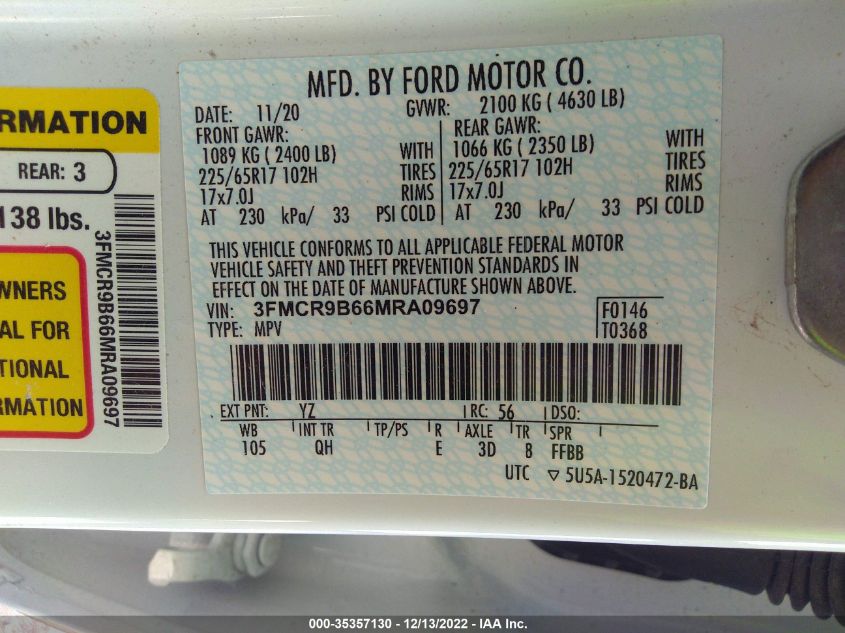 RMATION
REAR: 3
138 lbs.
WNERS
AL FOR
TIONAL
RMATION
3FMCR9B66MRA09697
MFD. BY FORD MOTOR CO.
DATE: 11/20 GVWR: 2100 KG ( 4630 LB)
FRONT GAWR: REAR GAWR:
1089 KG (2400 LB) WITH 1066 KG ( 2350 LB) WITH
225/65R17 102H TIRES 225/65R17 102H TIRES
17x7.0J RIMS 17x7.0J RIMS
AT 230 kPa/ 33 PSI COLD AT 230 kPa/ 33 PSI COLD
THIS VEHICLE CONFORMS TO ALL APPLICABLE FEDERAL MOTOR
VEHICLE SAFETY AND THEFT PREVENTION STANDARDS IN
EFFECT ON THE DATE OF MANUFACTURE SHOWN ABOVE.
VIN: 3FMCR9B66MRA09697 F0146
TYPE: MPV T0368
EXT PNT: YZ RC: 56 DSO:
WB INT TR TP/PS R AXLE TR SPR
105 QH E 3D 8 FFBB
UTC ▽ 5U5A-1520472-BA
000-35357130 - 12/13/2022 - IAA Inc.